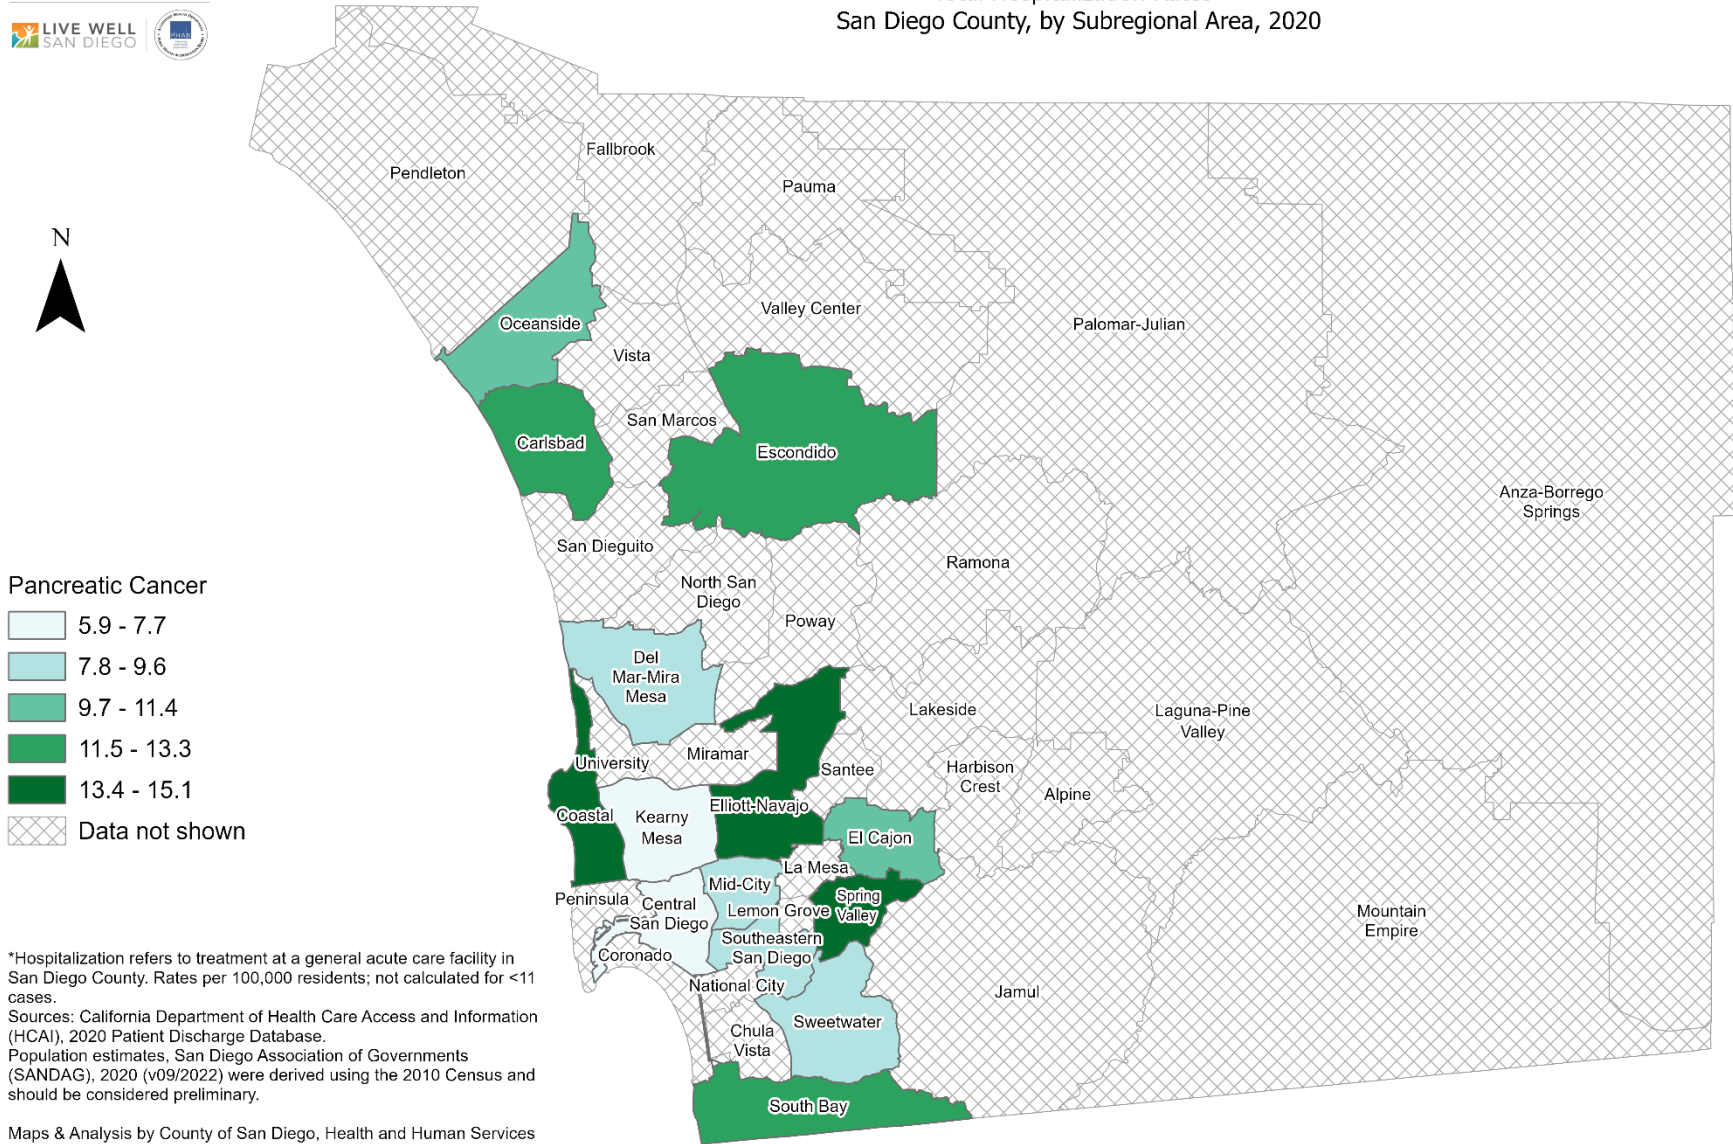 LIVE WELL
SAN DIEGO
PHAB
Total Hospitalization Rates*
San Diego County, by Subregional Area, 2020
Fallbrook
Pendleton
Pauma
N
Valley Center
Oceanside
Palomar-Julian
Vista
San Marcos
Carlsbad
Escondido
Anza-Borrego
Springs
San Dieguito
Ramona
North San
Diego
Poway
Pancreatic Cancer
5.9 - 7.7
7.8 - 9.6
9.7 - 11.4
11.5 - 13.3
13.4 - 15.1
Data not shown
Del
Mar-Mira
Mesa
Lakeside
Laguna-Pine
Valley
Miramar
University
Santee
Harbison
Crest
Alpine
Elliott-Navajo
Coastal
Kearny
Mesa
El Cajon
La Mesa
Mid-City
Peninsula
Central
San Diego
Lemon Grove
Spring
Valley
Mountain
Empire
Southeastern
San Diego
Coronado
National City
Jamul
Sweetwater
Chula
Vista
South Bay
*Hospitalization refers to treatment at a general acute care facility in
San Diego County. Rates per 100,000 residents; not calculated for <11
cases.
Sources: California Department of Health Care Access and Information
(HCAI), 2020 Patient Discharge Database.
Population estimates, San Diego Association of Governments
(SANDAG), 2020 (v09/2022) were derived using the 2010 Census and
should be considered preliminary.
Maps & Analysis by County of San Diego, Health and Human Services